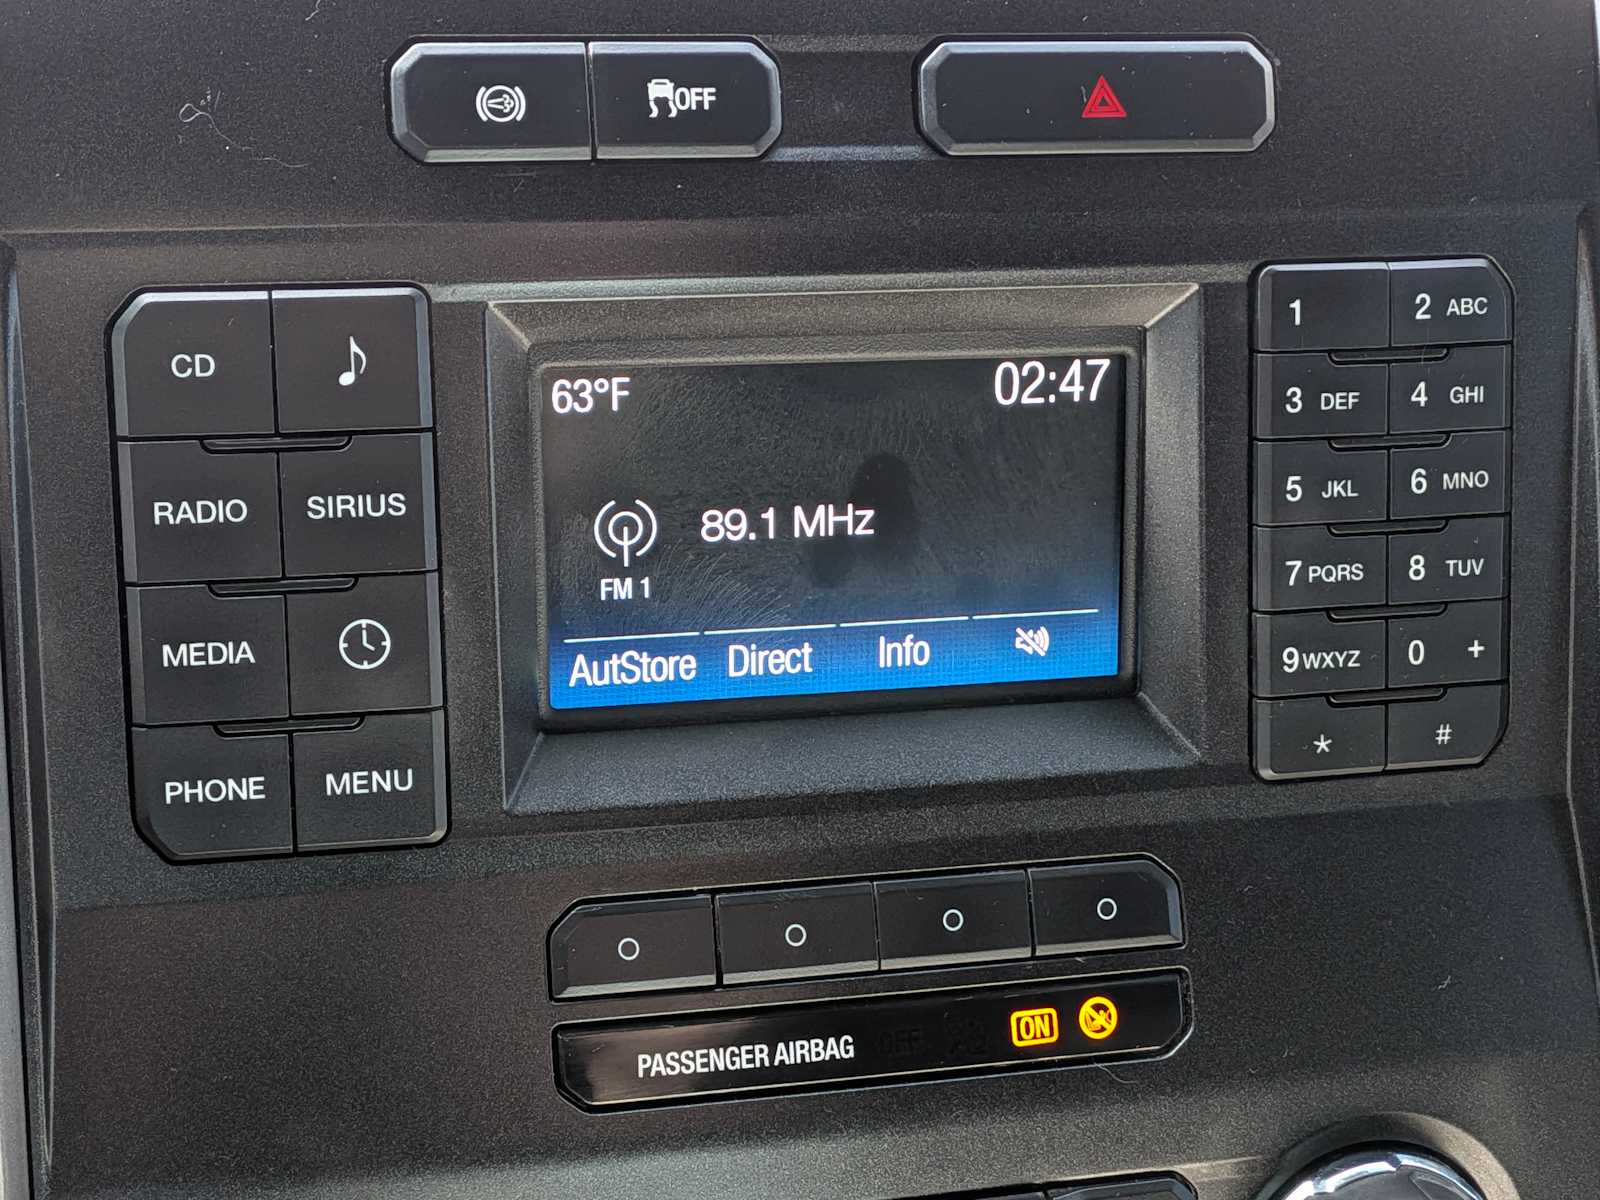 OFF
CD
RADIO SIRIUS
MEDIA
PHONE MENU
63°F 02:47
89.1 MHz
FM 1
AutStore Direct Info
1 2 ABC
3 DEF 4 GHI
5 JKL 6 MNO
7 PQRS 8 TUV
9 WXYZ 0 +
* #
PASSENGER AIRBAG OFF ON